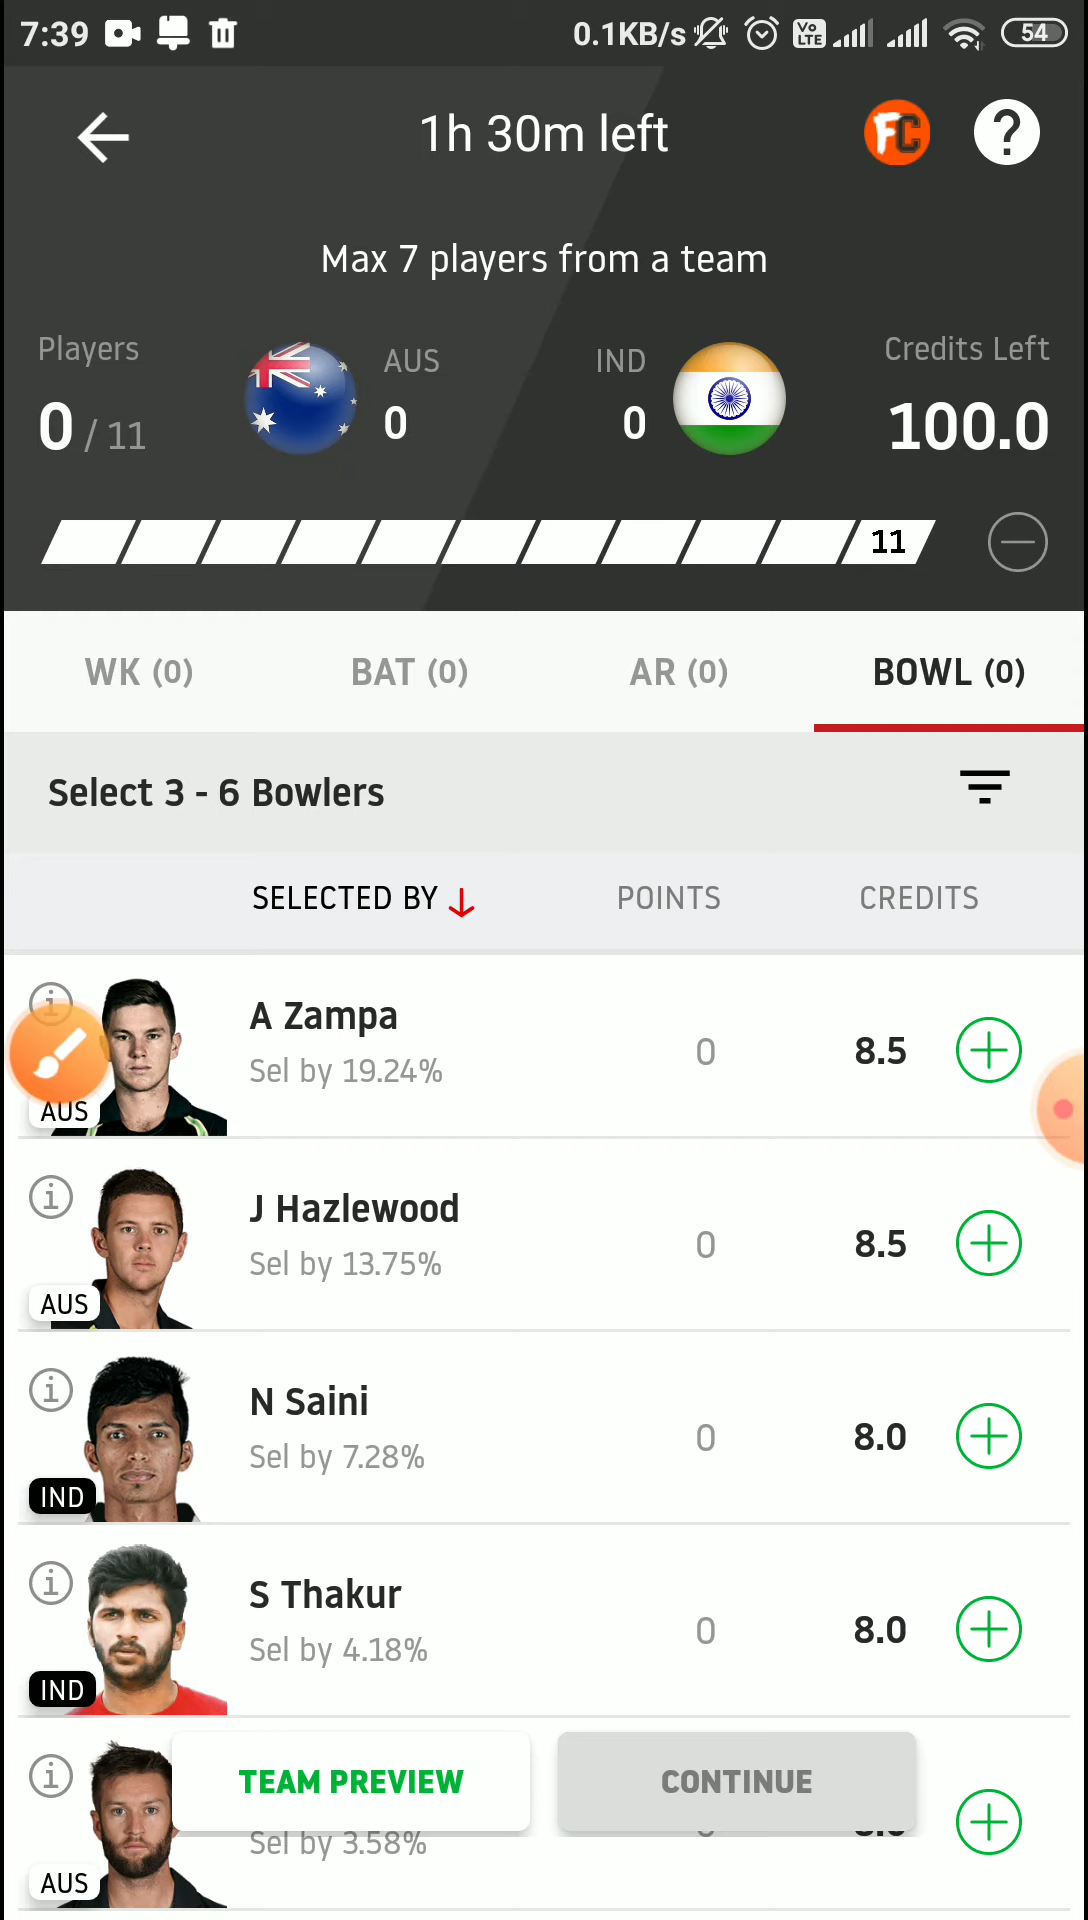 7:39
0.1KB/s Vo LTE 54
1h 30m left FC ?
Max 7 players from a team
Players AUS IND Credits Left
0 / 11 0 0 100.0
11
WK (0) BAT (0) AR (0) BOWL (0)
Select 3 - 6 Bowlers
SELECTED BY ↓ POINTS CREDITS
i
A Zampa
Sel by 19.24% 0 8.5
AUS
i
J Hazlewood
Sel by 13.75% 0 8.5
AUS
i
N Saini
Sel by 7.28% 0 8.0
IND
i
S Thakur
Sel by 4.18% 0 8.0
IND
i
TEAM PREVIEW CONTINUE
Sel by 3.58%
AUS